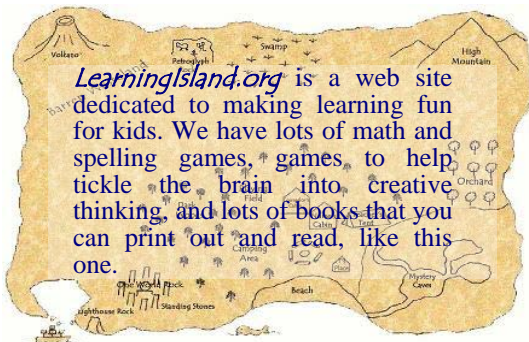 Volcano
Petroglyph
Swamp
High
Mountain
LearningIsland.org is a web site
dedicated to making learning fun
for kids. We have lots of math and
spelling games, games to help
tickle the brain into creative
thinking, and lots of books that you
can print out and read, like this
one.
Orchard
Field
Cabin
Camping
Area
Place
Mystery
Caves
Beach
One World Rock
Standing Stones
Lighthouse Rock